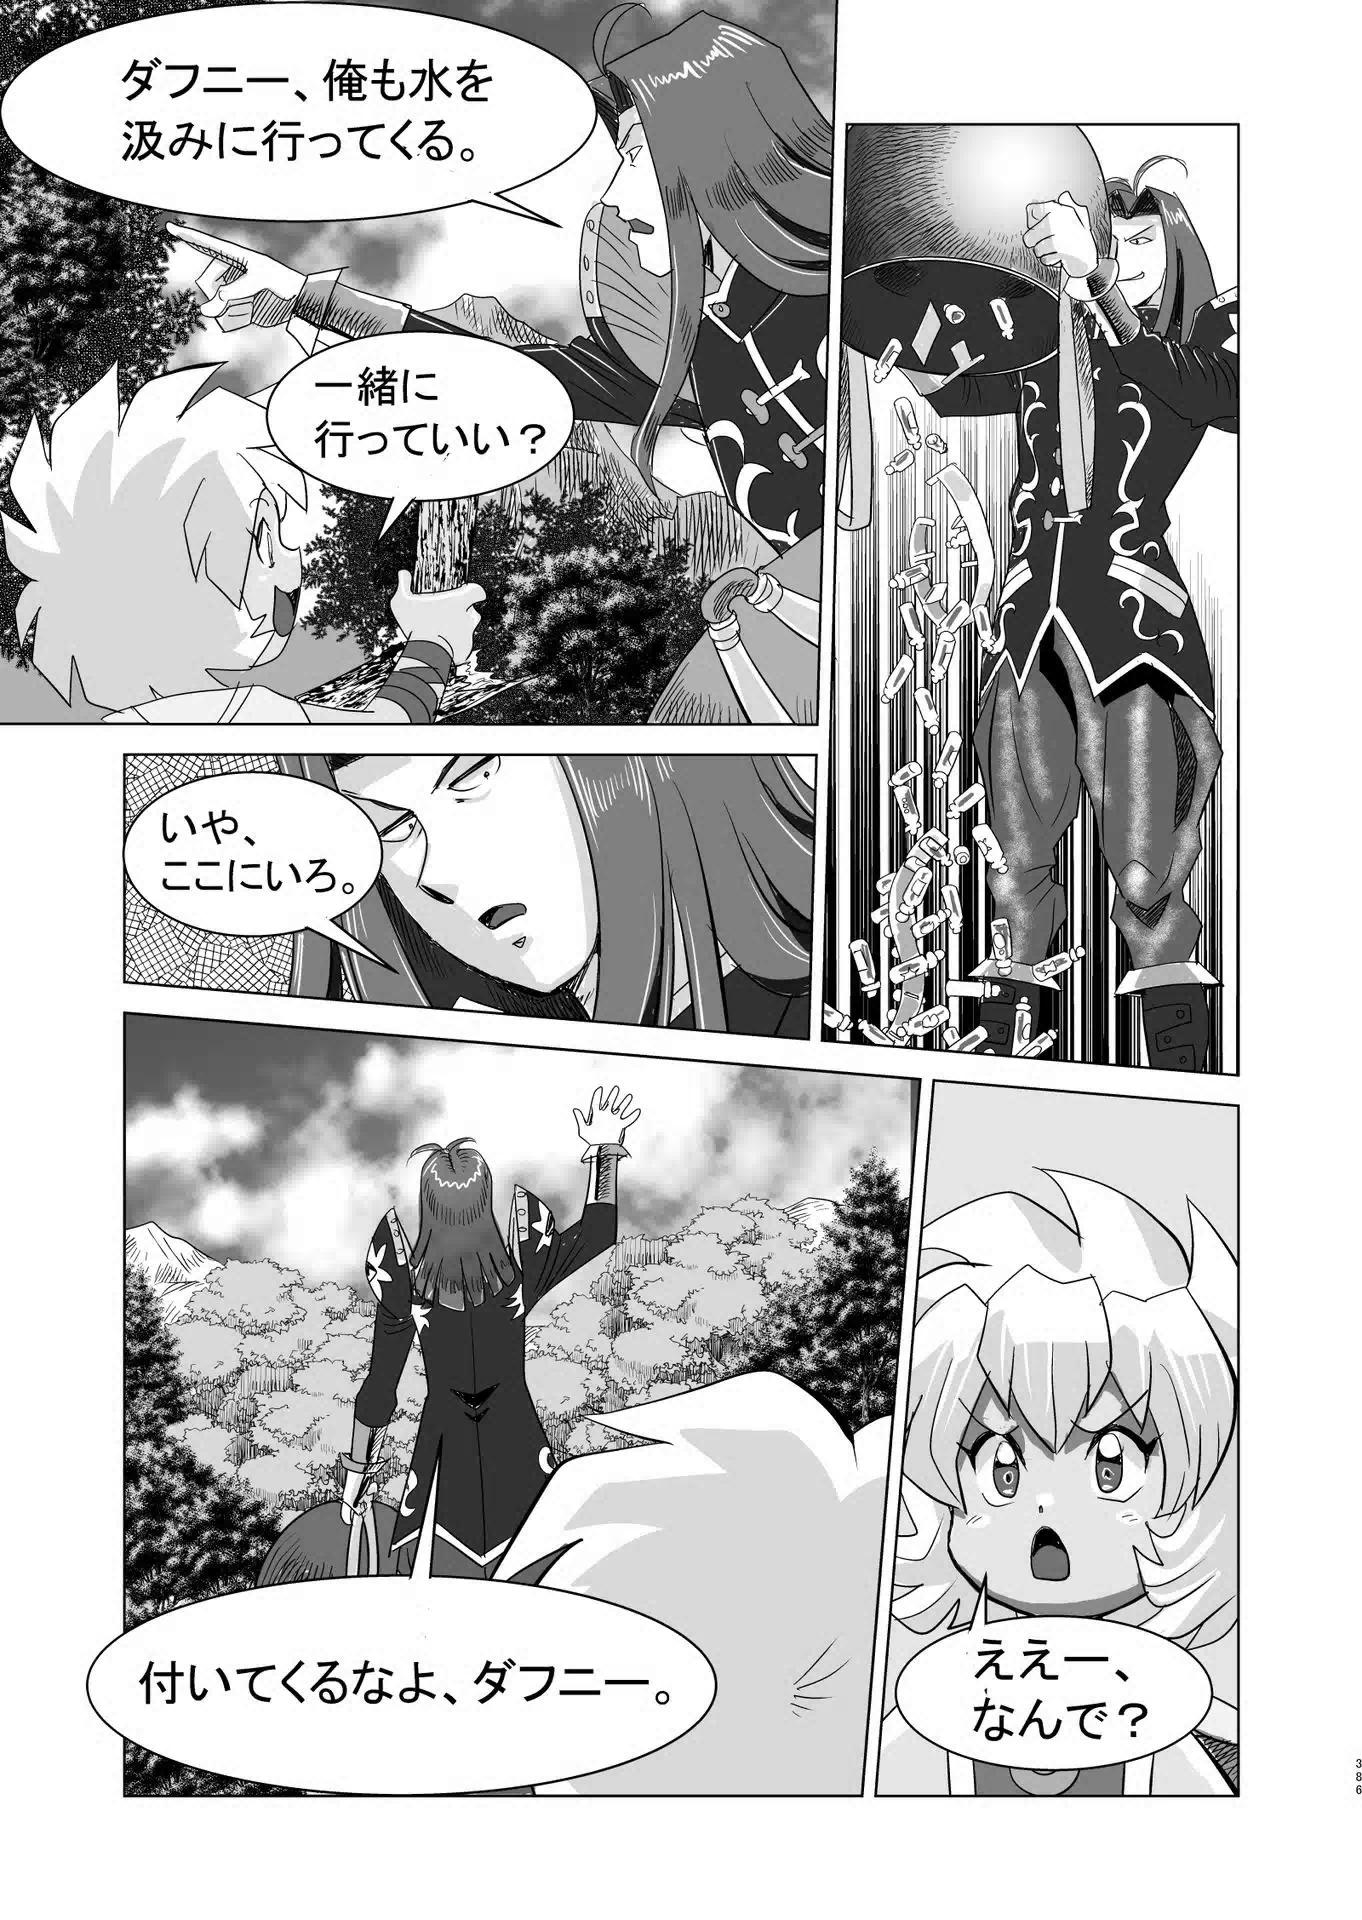 ダフニー、俺も水を
汲みに行ってくる。
一緒に
行っていい？
いや、
ここにいろ。
ええー、
なんで？
付いてくるなよ、ダフニー。
386